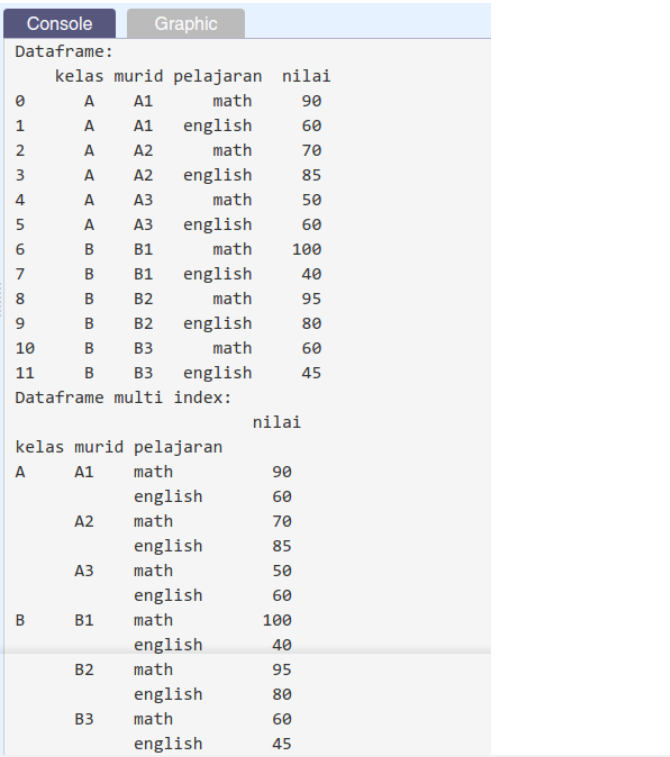 Console Graphic
Dataframe:
    kelas murid pelajaran  nilai
0      A    A1      math     90
1      A    A1   english     60
2      A    A2      math     70
3      A    A2   english     85
4      A    A3      math     50
5      A    A3   english     60
6      B    B1      math    100
7      B    B1   english     40
8      B    B2      math     95
9      B    B2   english     80
10     B    B3      math     60
11     B    B3   english     45
Dataframe multi index:
                        nilai
kelas murid pelajaran
A     A1    math          90
            english       60
      A2    math          70
            english       85
      A3    math          50
            english       60
B     B1    math         100
            english       40
      B2    math          95
            english       80
      B3    math          60
            english       45